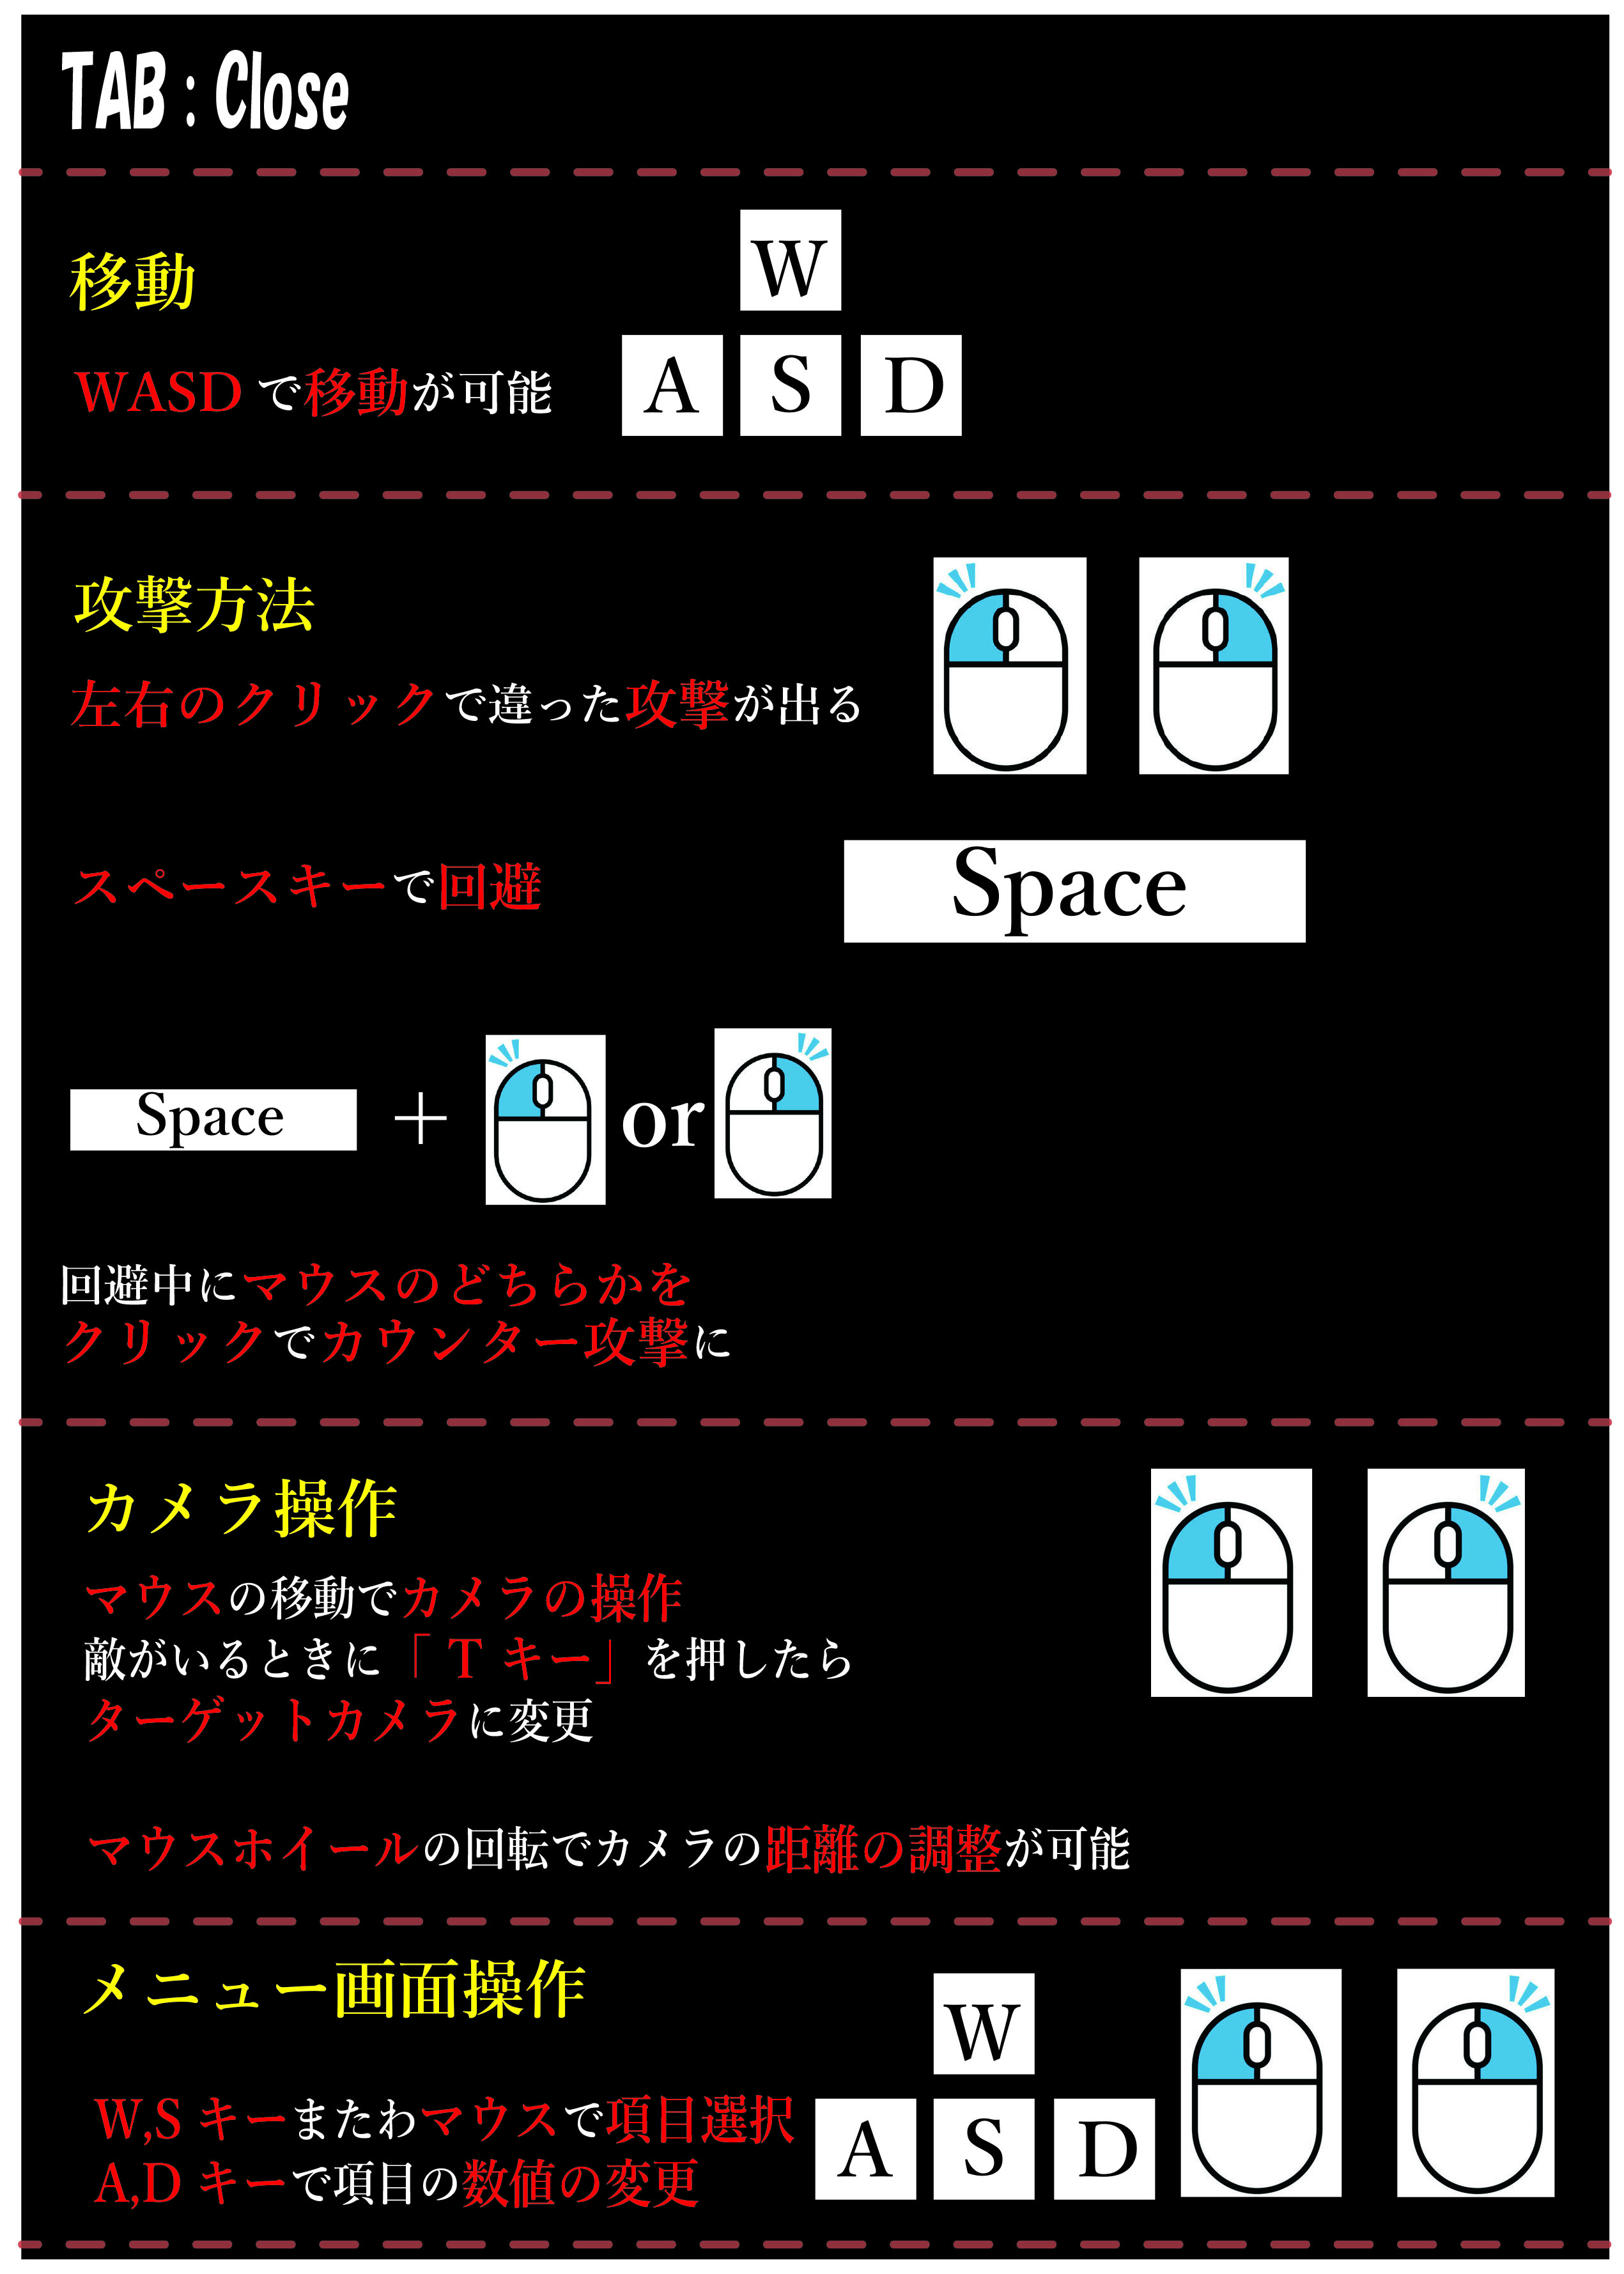 TAB : Close
移動
W
WASD で移動が可能
A S D
攻撃方法
左右のクリックで違った攻撃が出る
スペースキーで回避
Space
Space + or
回避中にマウスのどちらかを
クリックでカウンター攻撃に
カメラ操作
マウスの移動でカメラの操作
敵がいるときに「T キー」を押したら
ターゲットカメラに変更
マウスホイールの回転でカメラの距離の調整が可能
メニュー画面操作
W
W,S キーまたわマウスで項目選択
A S D
A,D キーで項目の数値の変更